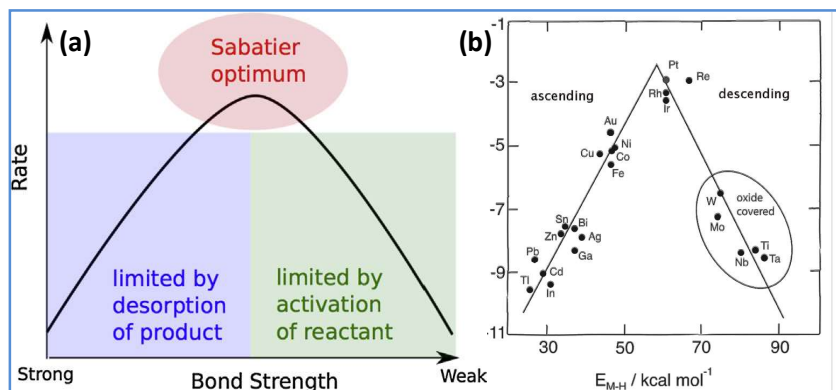 (a)
Sabatier
optimum
Rate
limited by
desorption
of product
limited by
activation
of reactant
Strong
Bond Strength
Weak
(b)
-1
-3
-5
-7
-9
-11
ascending
descending
Pt
Re
Rh
Ir
Au
Ni
Cu
Co
Fe
Sn
Bi
Zn
Ag
Ga
Pb
Cd
Tl
In
W
oxide
covered
Mo
Ti
Nb
Ta
30
50
70
90
E_M-H / kcal mol⁻¹